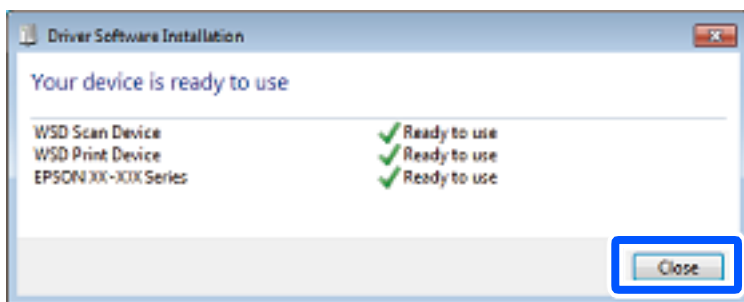 Driver Software Installation
Your device is ready to use
WSD Scan Device Ready to use
WSD Print Device Ready to use
EPSON XX-XXX Series Ready to use
Close